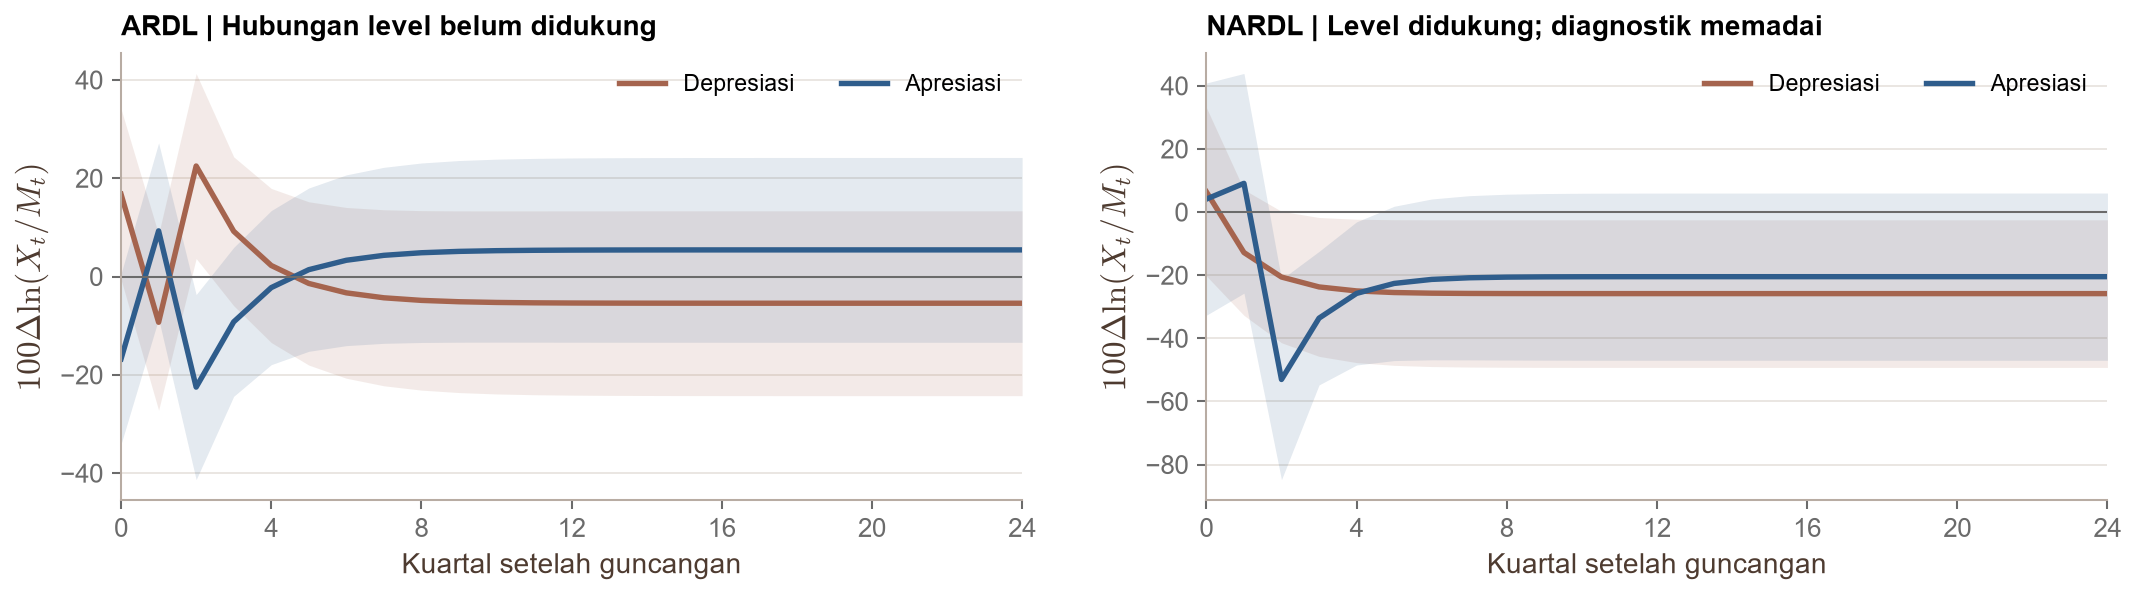 ARDL | Hubungan level belum didukung
Depresiasi
Apresiasi
100Δln(X_t/M_t)
40
20
0
−20
−40
0
4
8
12
16
20
24
Kuartal setelah guncangan
NARDL | Level didukung; diagnostik memadai
Depresiasi
Apresiasi
100Δln(X_t/M_t)
40
20
0
−20
−40
−60
−80
0
4
8
12
16
20
24
Kuartal setelah guncangan